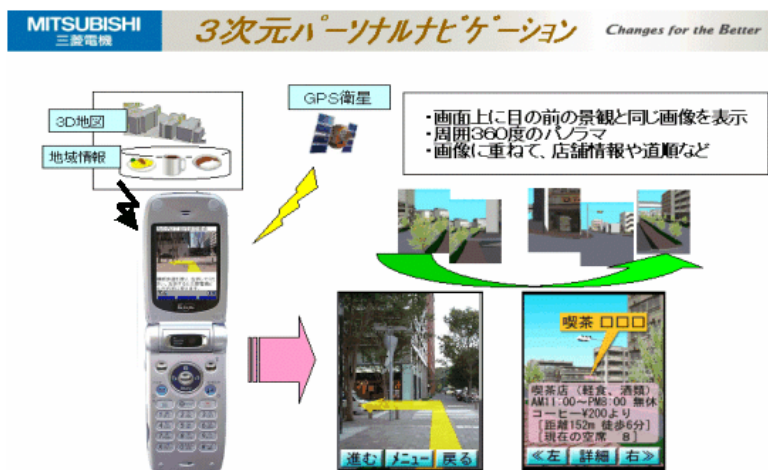 MITSUBISHI
三菱電機
3次元パーソナルナビゲーション
Changes for the Better
GPS衛星
3D地図
地域情報
・画面上に目の前の景観と同じ画像を表示
・周囲360度のパノラマ
・画像に重ねて、店舗情報や道順など
進む メニュー 戻る
喫茶 □□□
喫茶店 (軽食、酒類)
AM11:00～PM8:00 無休
コーヒー¥200より
[距離152m 徒歩6分]
[現在の空席 8]
≪左 詳細 右≫